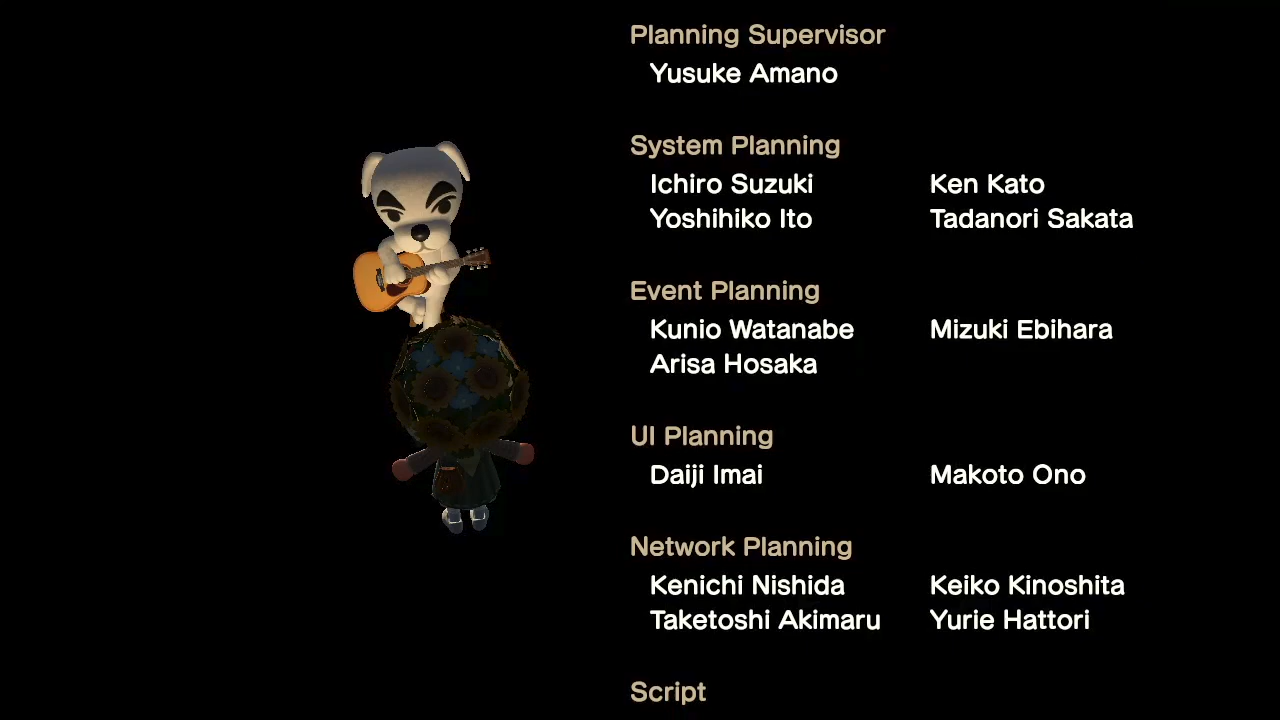 Planning Supervisor
Yusuke Amano
System Planning
Ichiro Suzuki Ken Kato
Yoshihiko Ito Tadanori Sakata
Event Planning
Kunio Watanabe Mizuki Ebihara
Arisa Hosaka
UI Planning
Daiji Imai Makoto Ono
Network Planning
Kenichi Nishida Keiko Kinoshita
Taketoshi Akimaru Yurie Hattori
Script